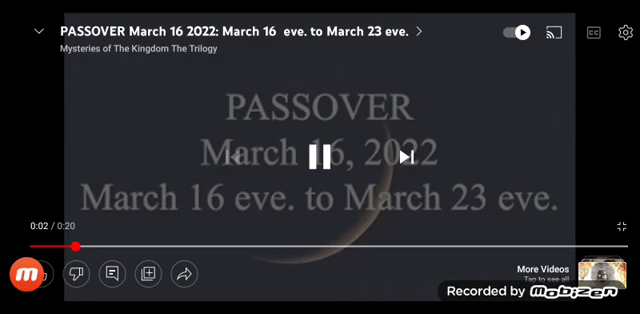 PASSOVER March 16 2022: March 16 eve. to March 23 eve.
Mysteries of The Kingdom The Trilogy
CC
PASSOVER
March 16, 2022
March 16 eve. to March 23 eve.
0:02 / 0:20
More Videos
Tap to see all
Recorded by Mobizen